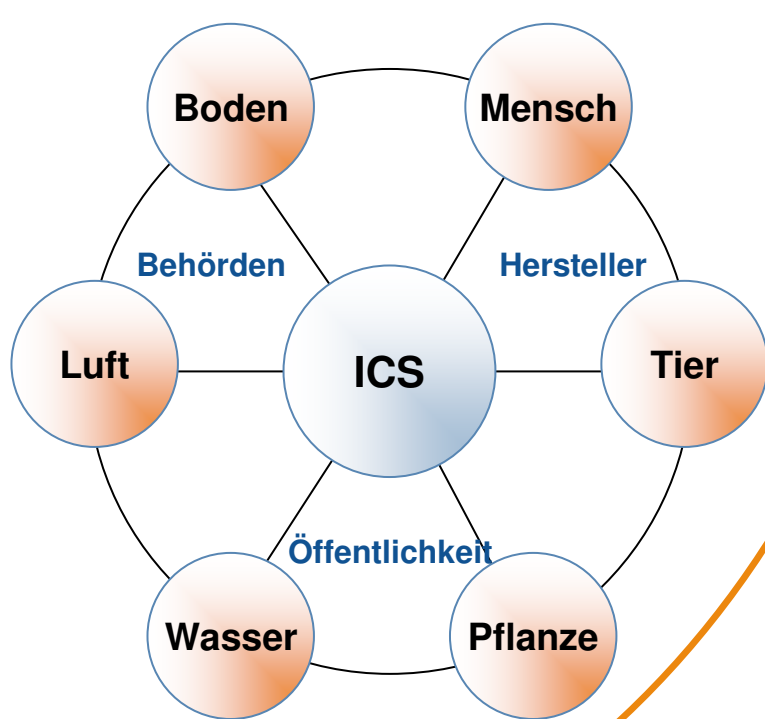 Boden
Mensch
Behörden
Hersteller
Luft
ICS
Tier
Öffentlichkeit
Wasser
Pflanze